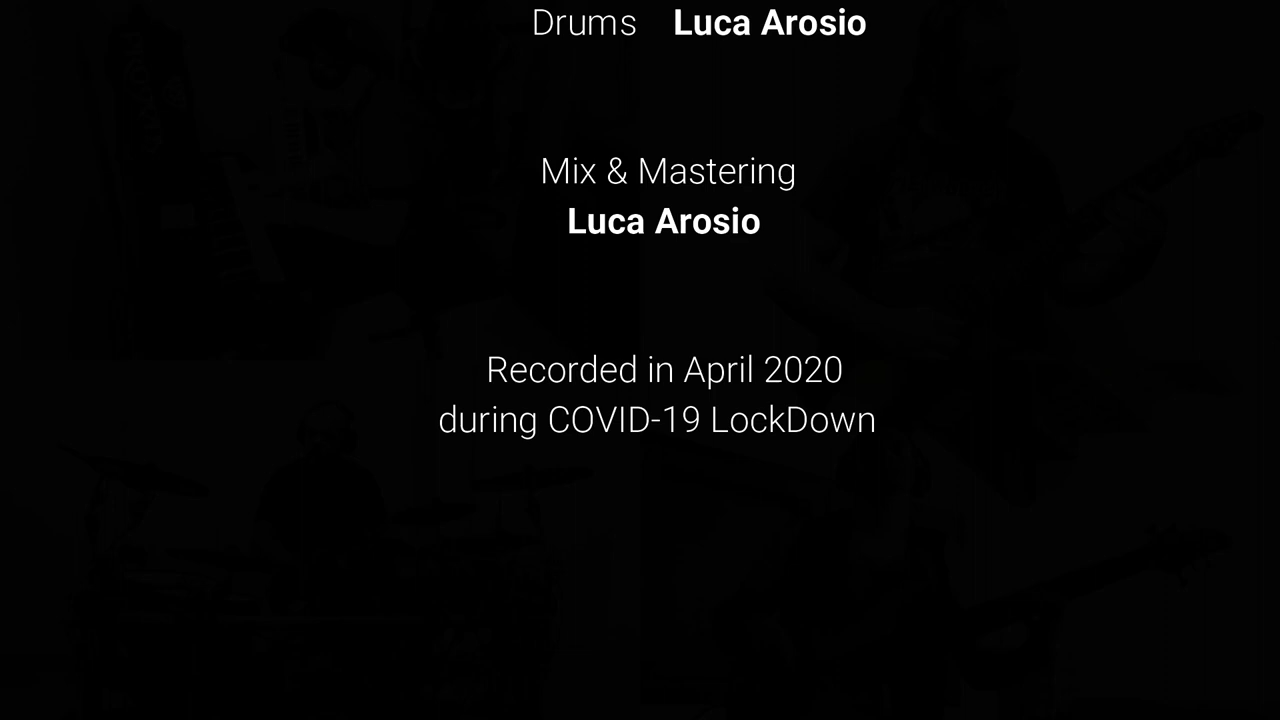 Drums Luca Arosio
Mix & Mastering
Luca Arosio
Recorded in April 2020
during COVID-19 LockDown